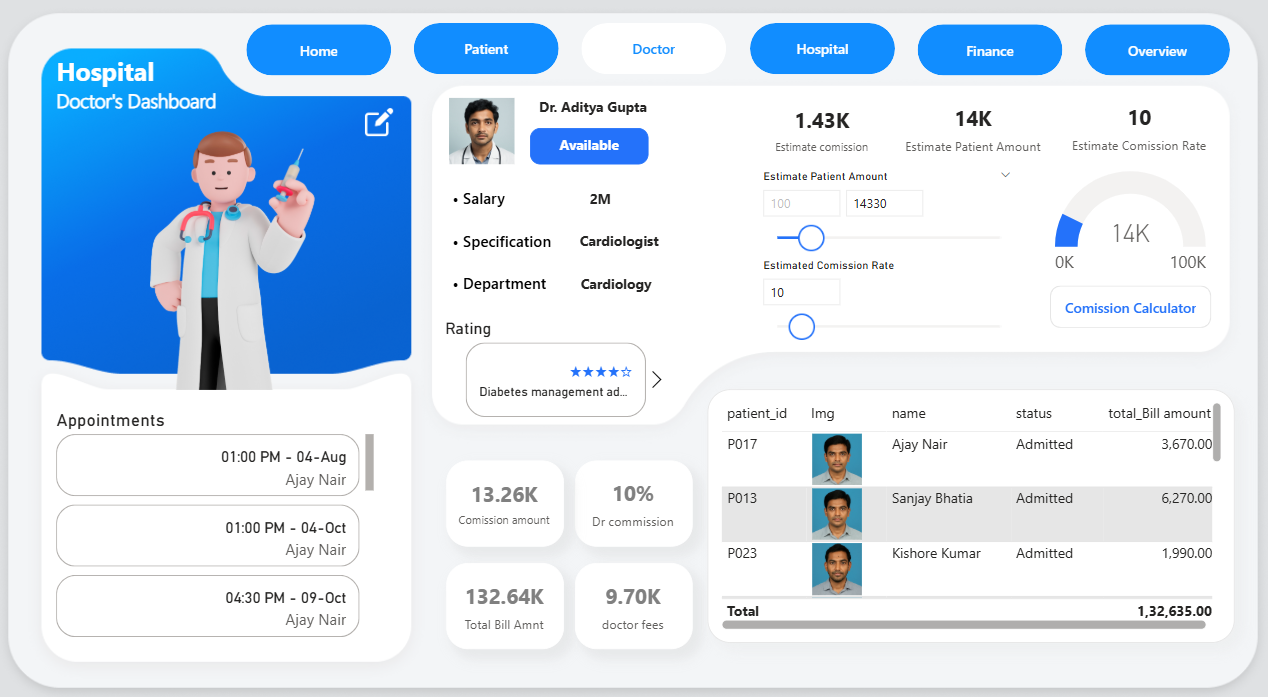 Home
Patient
Doctor
Hospital
Finance
Overview
Hospital
Doctor's Dashboard
Dr. Aditya Gupta
Available
• Salary 2M
• Specification Cardiologist
• Department Cardiology
Rating
★★★★☆
Diabetes management ad...
1.43K
Estimate comission
14K
Estimate Patient Amount
10
Estimate Comission Rate
Estimate Patient Amount
100 14330
Estimated Comission Rate
10
14K
0K 100K
Comission Calculator
Appointments
01:00 PM - 04-Aug
Ajay Nair
01:00 PM - 04-Oct
Ajay Nair
04:30 PM - 09-Oct
Ajay Nair
13.26K
Comission amount
10%
Dr commission
132.64K
Total Bill Amnt
9.70K
doctor fees
patient_id Img name status total_Bill amount
P017 Ajay Nair Admitted 3,670.00
P013 Sanjay Bhatia Admitted 6,270.00
P023 Kishore Kumar Admitted 1,990.00
Total 1,32,635.00